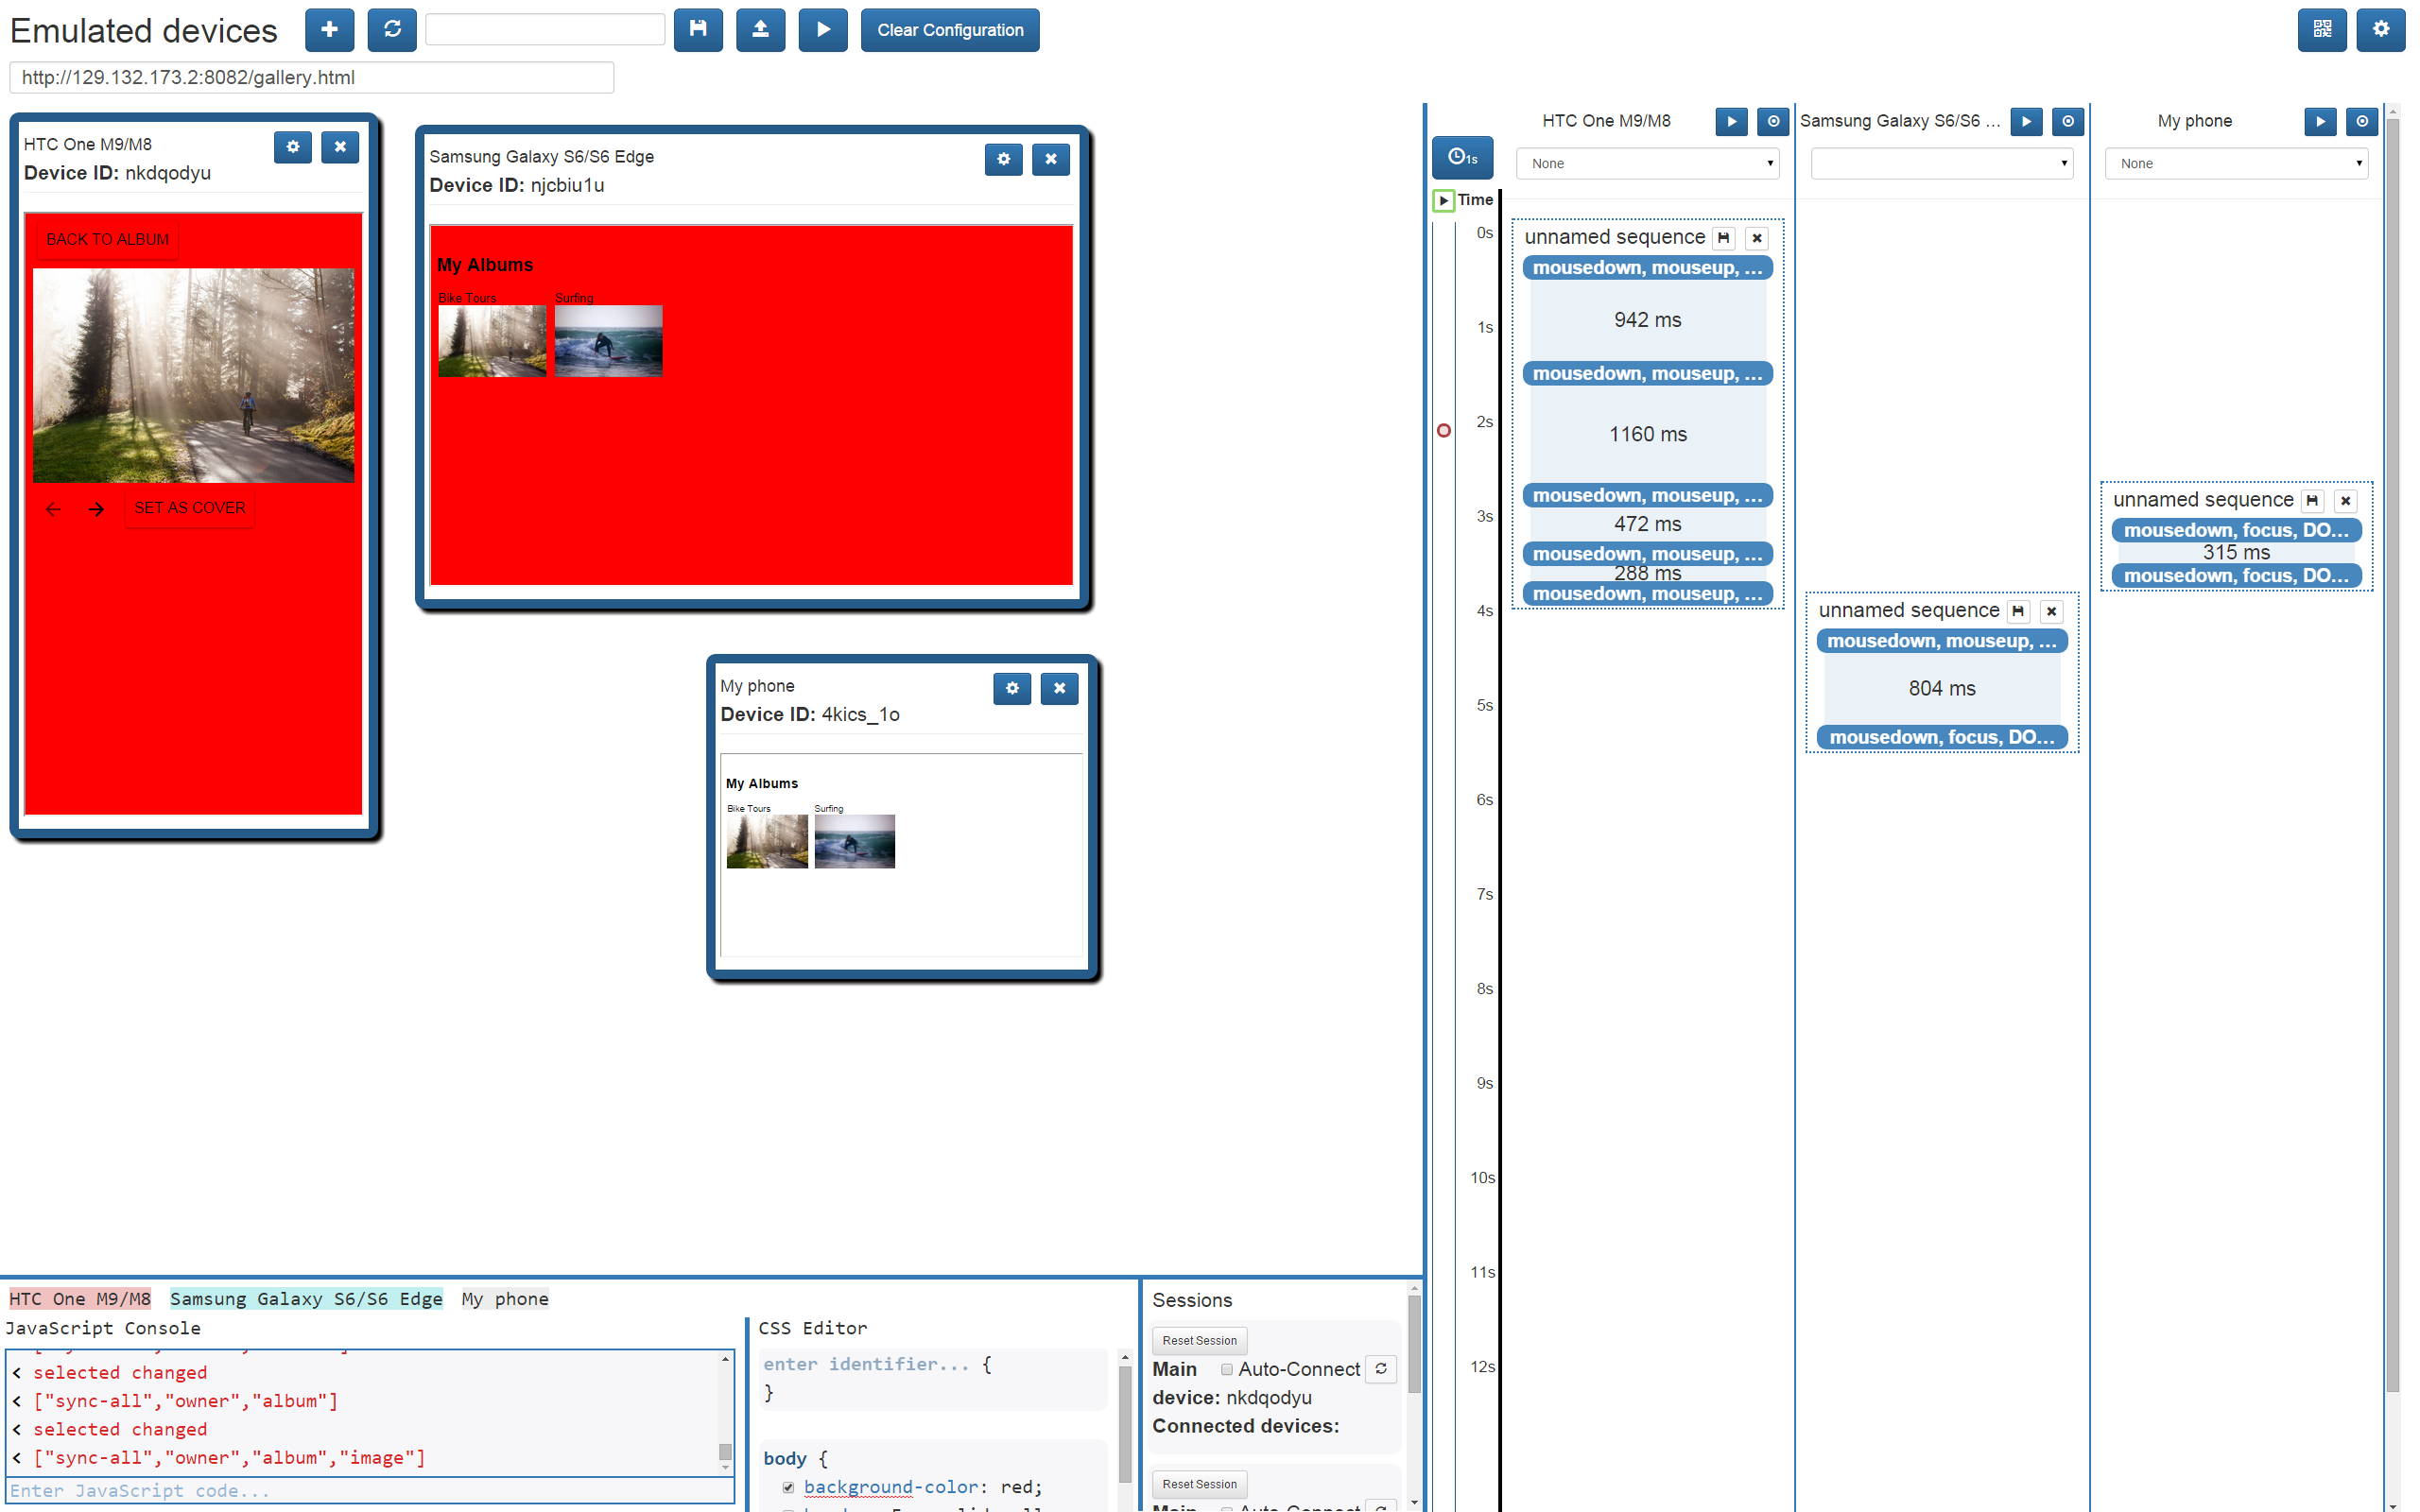 Emulated devices
Clear Configuration
http://129.132.173.2:8082/gallery.html
HTC One M9/M8
Device ID: nkdqodyu
BACK TO ALBUM
SET AS COVER
Samsung Galaxy S6/S6 Edge
Device ID: njcbiu1u
My Albums
Bike Tours Surfing
My phone
Device ID: 4kics_1o
My Albums
Bike Tours Surfing
HTC One M9/M8 Samsung Galaxy S6/S6 ... My phone
1s
None None
Time
0s
1s
2s
3s
4s
5s
6s
7s
8s
9s
10s
11s
12s
unnamed sequence
mousedown, mouseup, ...
942 ms
mousedown, mouseup, ...
1160 ms
mousedown, mouseup, ...
472 ms
mousedown, mouseup, ...
288 ms
mousedown, mouseup, ...
unnamed sequence
mousedown, mouseup, ...
804 ms
mousedown, focus, DO...
unnamed sequence
mousedown, focus, DO...
315 ms
mousedown, focus, DO...
HTC One M9/M8 Samsung Galaxy S6/S6 Edge My phone
JavaScript Console
< selected changed
< ["sync-all","owner","album"]
< selected changed
< ["sync-all","owner","album","image"]
Enter JavaScript code...
CSS Editor
enter identifier... {
}
body {
background-color: red;
Sessions
Reset Session
Main Auto-Connect
device: nkdqodyu
Connected devices:
Reset Session
Main Auto-Connect